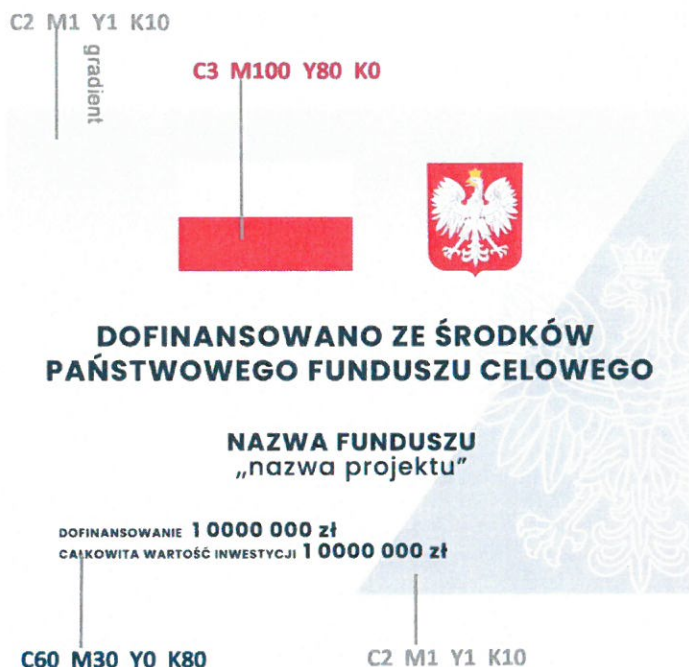 C2 M1 Y1 K10
gradient
C3 M100 Y80 K0
DOFINANSOWANO ZE ŚRODKÓW
PAŃSTWOWEGO FUNDUSZU CELOWEGO
NAZWA FUNDUSZU
„nazwa projektu”
DOFINANSOWANIE 1 0000 000 zł
CAŁKOWITA WARTOŚĆ INWESTYCJI 1 0000 000 zł
C60 M30 Y0 K80
C2 M1 Y1 K10